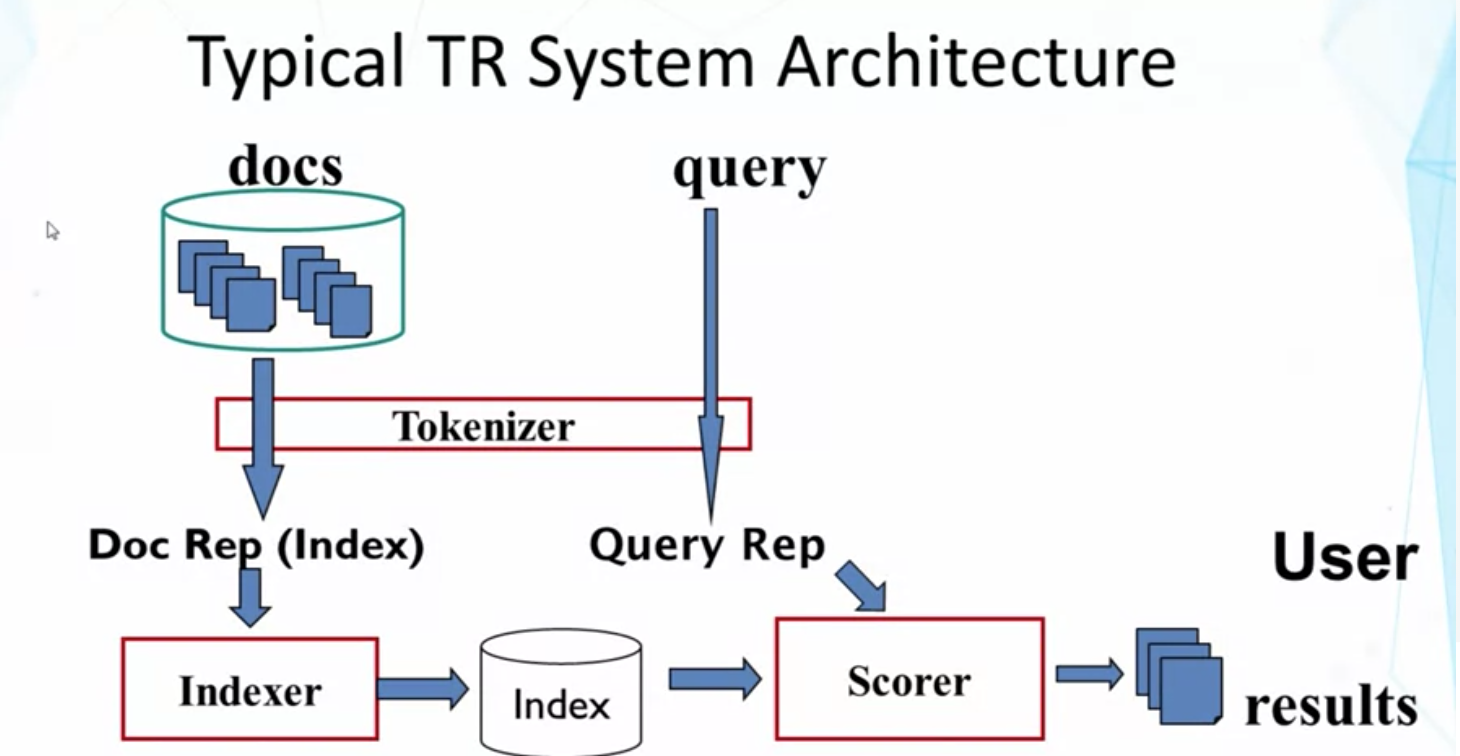 Typical TR System Architecture
docs
query
Tokenizer
Doc Rep (Index)
Query Rep
User
Indexer
Index
Scorer
results